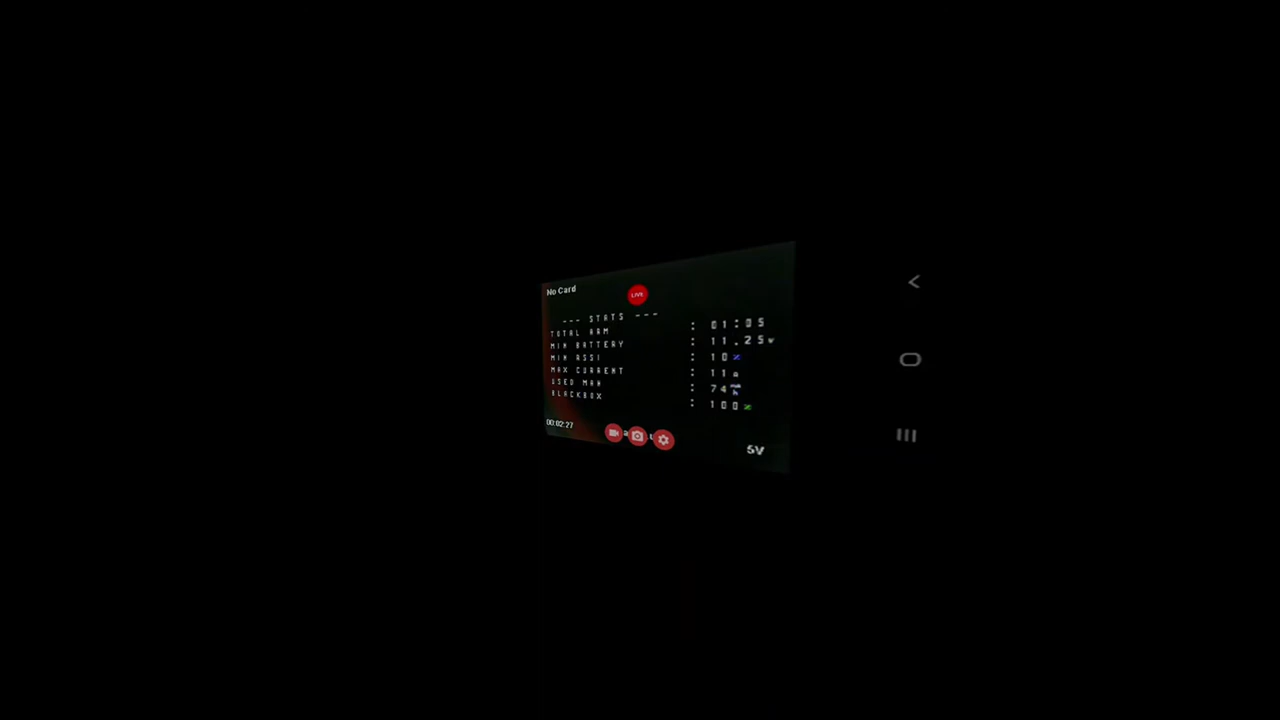 No Card
LIVE
--- STATS ---
TOTAL ARM : 01:05
MIN BATTERY : 11.25V
MIN RSSI : 10%
MAX CURRENT : 11A
USED MAH : 74mAh
BLACKBOX : 100%
00:02:27
5V